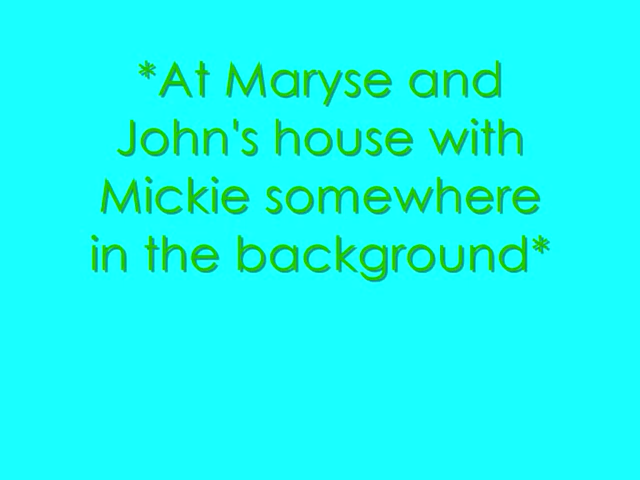 *At Maryse and
John's house with
Mickie somewhere
in the background*